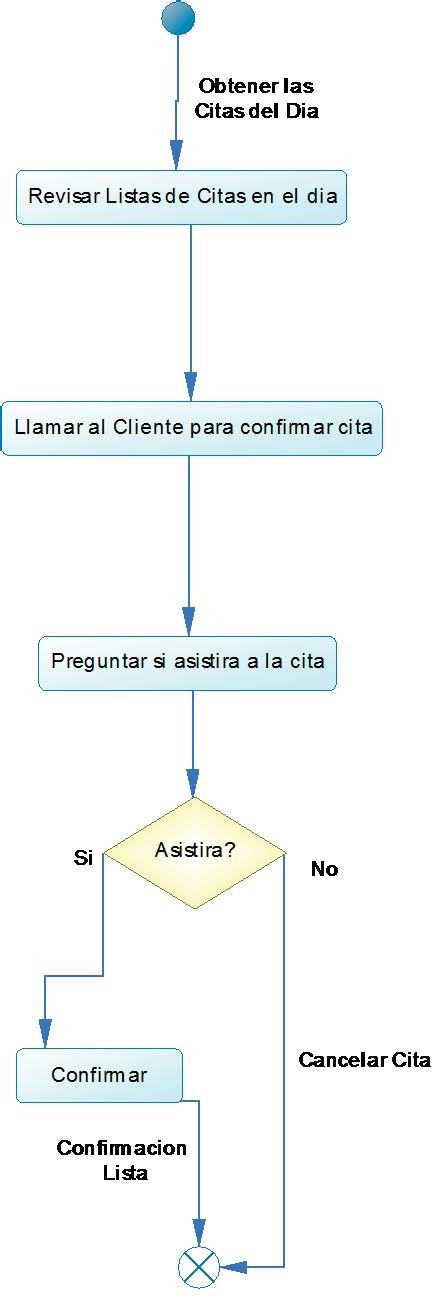 Obtener las
Citas del Dia
Revisar Listas de Citas en el dia
Llamar al Cliente para confirmar cita
Preguntar si asistira a la cita
Asistira?
Si
No
Cancelar Cita
Confirmar
Confirmacion
Lista